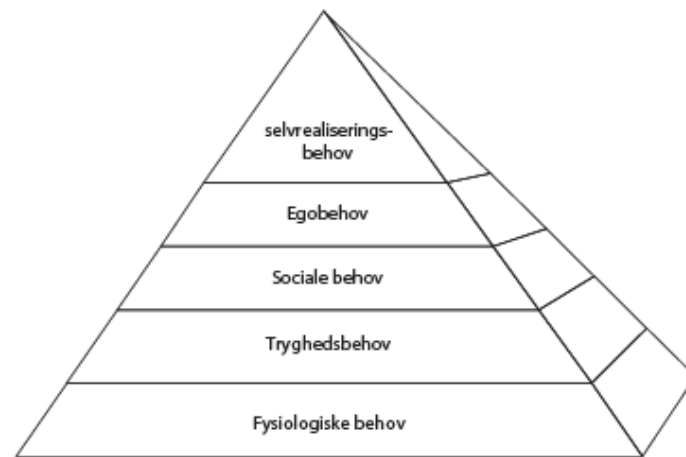 selvrealiserings-
behov
Egobehov
Sociale behov
Tryghedsbehov
Fysiologiske behov